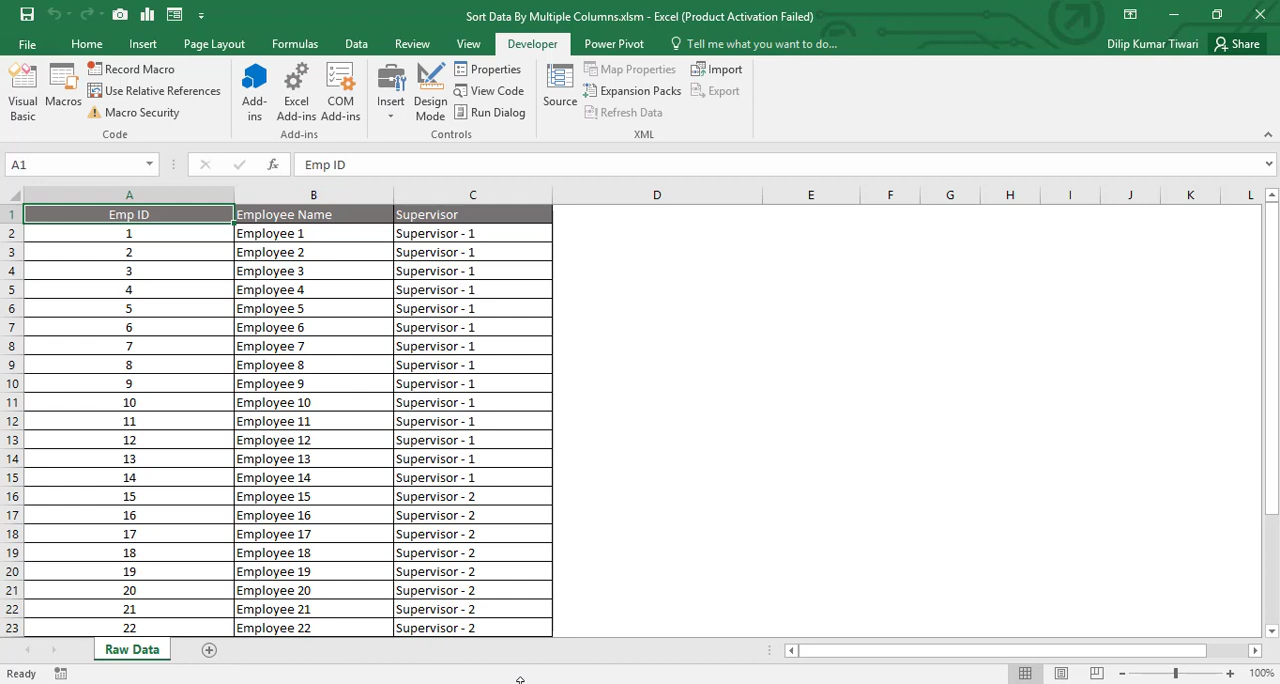 Sort Data By Multiple Columns.xlsm - Excel (Product Activation Failed)
File Home Insert Page Layout Formulas Data Review View Developer Power Pivot Tell me what you want to do... Dilip Kumar Tiwari Share
Visual Basic
Macros
Record Macro
Use Relative References
Macro Security
Code
Add-ins
Excel Add-ins
COM Add-ins
Add-ins
Insert
Design Mode
Properties
View Code
Run Dialog
Controls
Source
Map Properties
Expansion Packs
Refresh Data
Import
Export
XML
A1 fx Emp ID
A B C D E F G H I J K L
1 Emp ID Employee Name Supervisor
2 1 Employee 1 Supervisor - 1
3 2 Employee 2 Supervisor - 1
4 3 Employee 3 Supervisor - 1
5 4 Employee 4 Supervisor - 1
6 5 Employee 5 Supervisor - 1
7 6 Employee 6 Supervisor - 1
8 7 Employee 7 Supervisor - 1
9 8 Employee 8 Supervisor - 1
10 9 Employee 9 Supervisor - 1
11 10 Employee 10 Supervisor - 1
12 11 Employee 11 Supervisor - 1
13 12 Employee 12 Supervisor - 1
14 13 Employee 13 Supervisor - 1
15 14 Employee 14 Supervisor - 1
16 15 Employee 15 Supervisor - 2
17 16 Employee 16 Supervisor - 2
18 17 Employee 17 Supervisor - 2
19 18 Employee 18 Supervisor - 2
20 19 Employee 19 Supervisor - 2
21 20 Employee 20 Supervisor - 2
22 21 Employee 21 Supervisor - 2
23 22 Employee 22 Supervisor - 2
Raw Data
Ready 100%